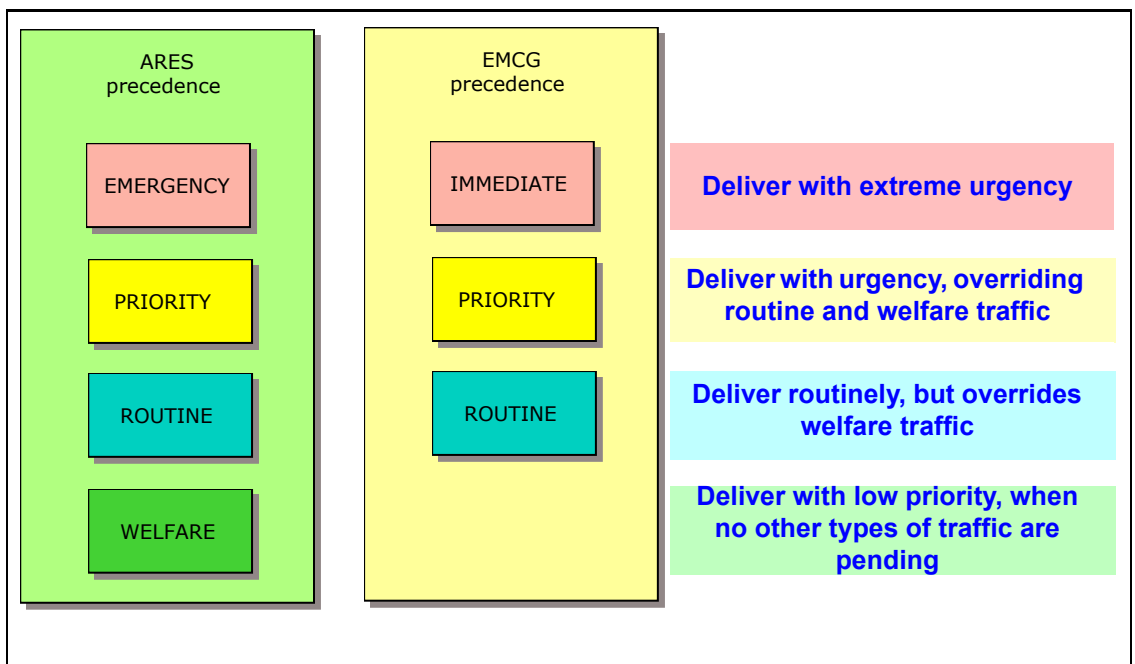 ARES
precedence
EMCG
precedence
EMERGENCY
IMMEDIATE
Deliver with extreme urgency
PRIORITY
PRIORITY
Deliver with urgency, overriding
routine and welfare traffic
ROUTINE
ROUTINE
Deliver routinely, but overrides
welfare traffic
WELFARE
Deliver with low priority, when
no other types of traffic are
pending